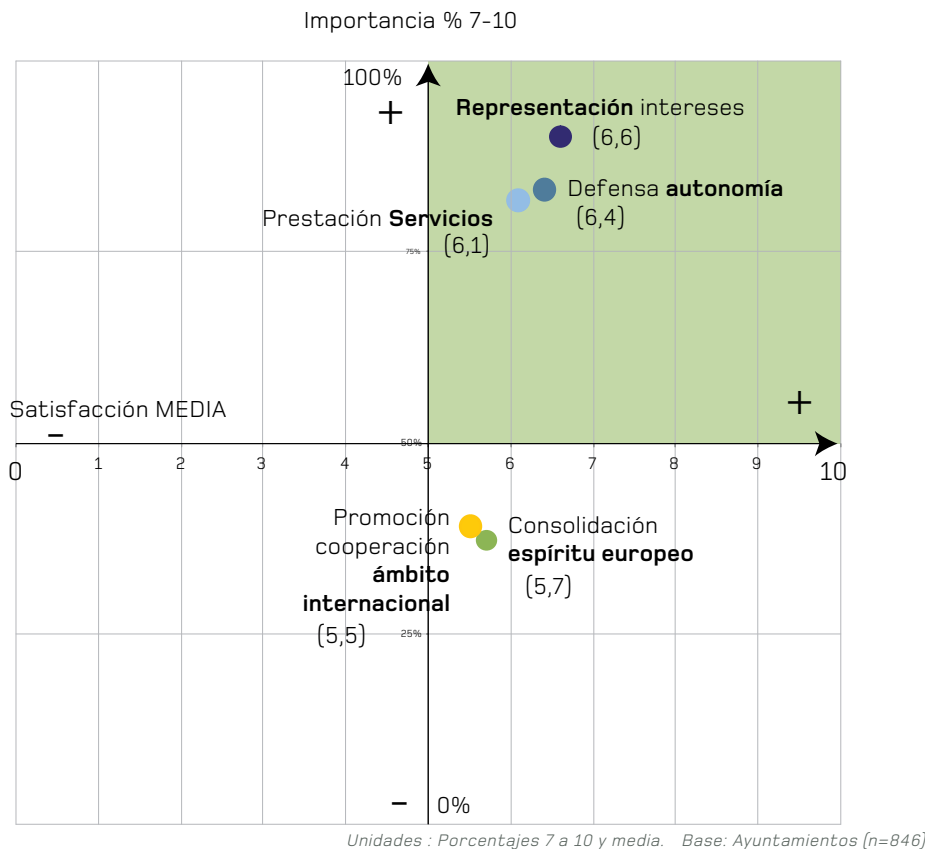 Importancia % 7-10
100%
+
Representación intereses
(6,6)
Defensa autonomía
(6,4)
Prestación Servicios
(6,1)
75%
+
Satisfacción MEDIA
-
50%
0
1
2
3
4
5
6
7
8
9
10
Promoción
cooperación
ámbito
internacional
(5,5)
Consolidación
espíritu europeo
(5,7)
25%
- 0%
Unidades : Porcentajes 7 a 10 y media. Base: Ayuntamientos (n=846)